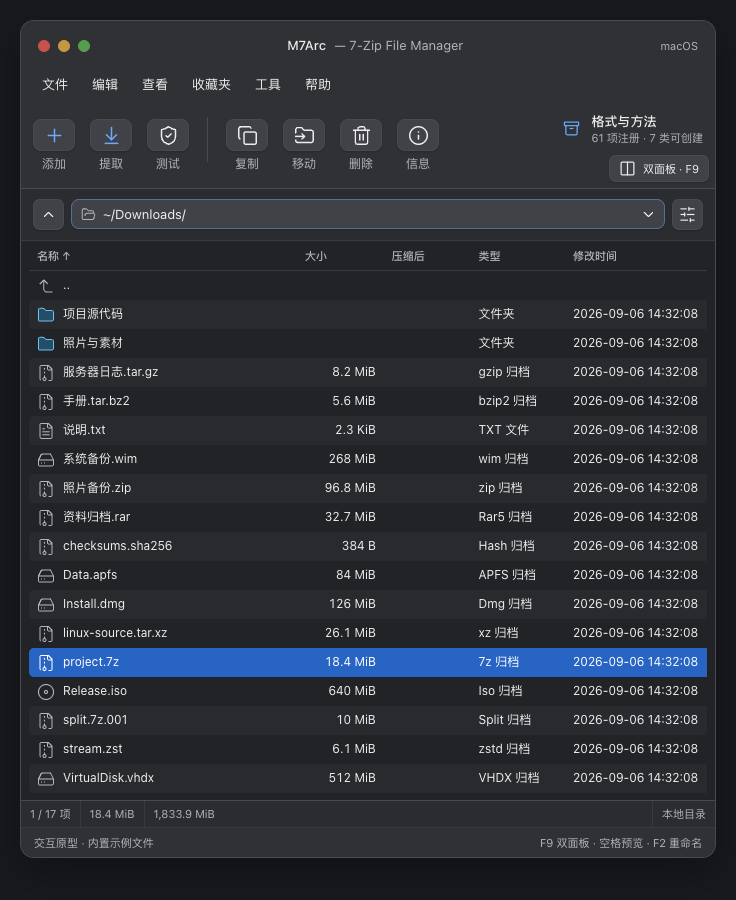 M7Arc — 7-Zip File Manager macOS
文件 编辑 查看 收藏夹 工具 帮助
添加 提取 测试 复制 移动 删除 信息
格式与方法
61 项注册 · 7 类可创建
双面板 · F9
~/Downloads/
名称 ↑ 大小 压缩后 类型 修改时间
..
项目源代码 文件夹 2026-09-06 14:32:08
照片与素材 文件夹 2026-09-06 14:32:08
服务器日志.tar.gz 8.2 MiB gzip 归档 2026-09-06 14:32:08
手册.tar.bz2 5.6 MiB bzip2 归档 2026-09-06 14:32:08
说明.txt 2.3 KiB TXT 文件 2026-09-06 14:32:08
系统备份.wim 268 MiB wim 归档 2026-09-06 14:32:08
照片备份.zip 96.8 MiB zip 归档 2026-09-06 14:32:08
资料归档.rar 32.7 MiB Rar5 归档 2026-09-06 14:32:08
checksums.sha256 384 B Hash 归档 2026-09-06 14:32:08
Data.apfs 84 MiB APFS 归档 2026-09-06 14:32:08
Install.dmg 126 MiB Dmg 归档 2026-09-06 14:32:08
linux-source.tar.xz 26.1 MiB xz 归档 2026-09-06 14:32:08
project.7z 18.4 MiB 7z 归档 2026-09-06 14:32:08
Release.iso 640 MiB Iso 归档 2026-09-06 14:32:08
split.7z.001 10 MiB Split 归档 2026-09-06 14:32:08
stream.zst 6.1 MiB zstd 归档 2026-09-06 14:32:08
VirtualDisk.vhdx 512 MiB VHDX 归档 2026-09-06 14:32:08
1 / 17 项 18.4 MiB 1,833.9 MiB 本地目录
交互原型 · 内置示例文件 F9 双面板 · 空格预览 · F2 重命名